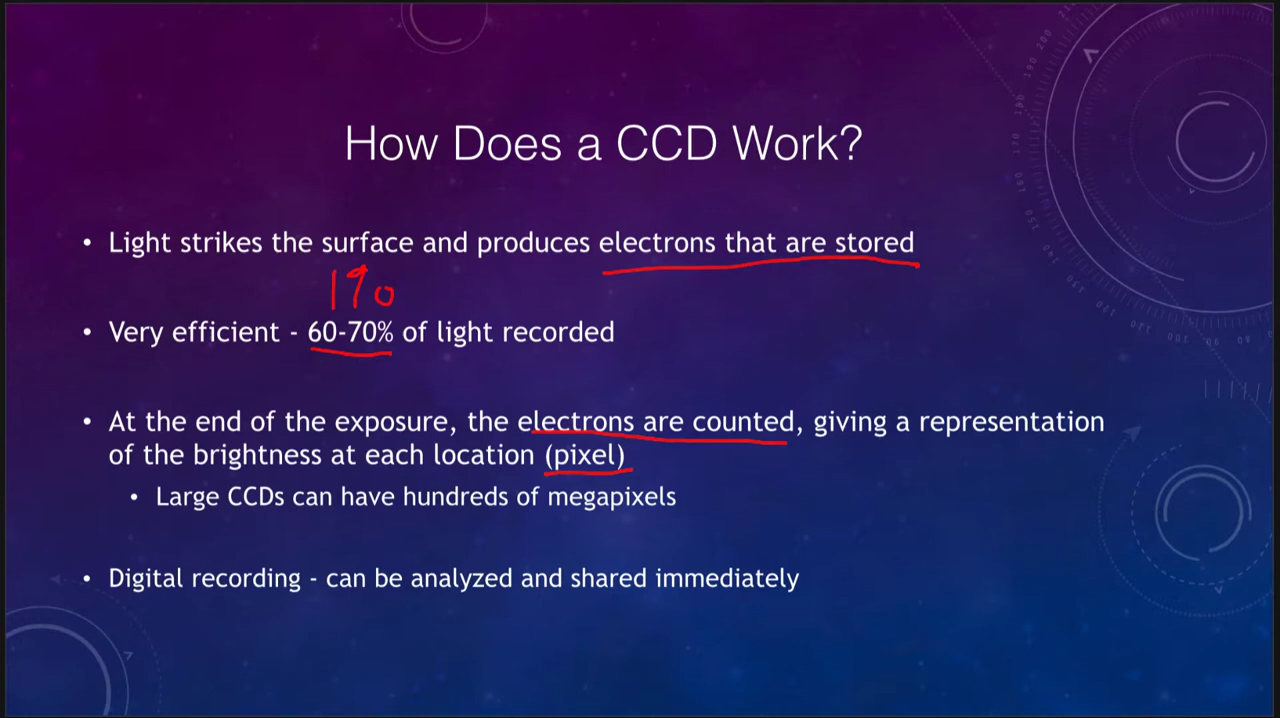 How Does a CCD Work?
• Light strikes the surface and produces electrons that are stored
1%
• Very efficient - 60-70% of light recorded
• At the end of the exposure, the electrons are counted, giving a representation
of the brightness at each location (pixel)
• Large CCDs can have hundreds of megapixels
• Digital recording - can be analyzed and shared immediately